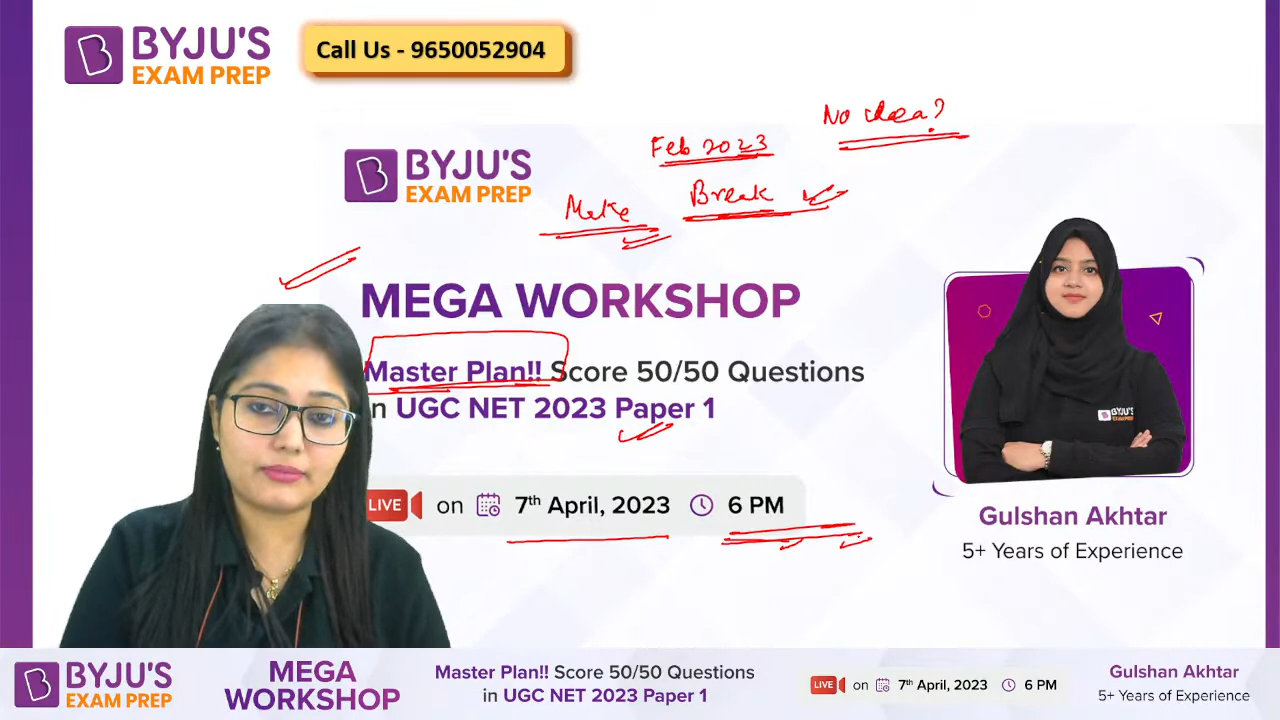 BYJU'S
EXAM PREP
Call Us - 9650052904
No idea?
Feb 2023
BYJU'S
EXAM PREP
Make
Break
MEGA WORKSHOP
Master Plan!! Score 50/50 Questions
n UGC NET 2023 Paper 1
LIVE on 7th April, 2023 6 PM
BYJU'S
EXAM PREP
Gulshan Akhtar
5+ Years of Experience
BYJU'S
EXAM PREP
MEGA
WORKSHOP
Master Plan!! Score 50/50 Questions
in UGC NET 2023 Paper 1
LIVE on 7th April, 2023 6 PM
Gulshan Akhtar
5+ Years of Experience